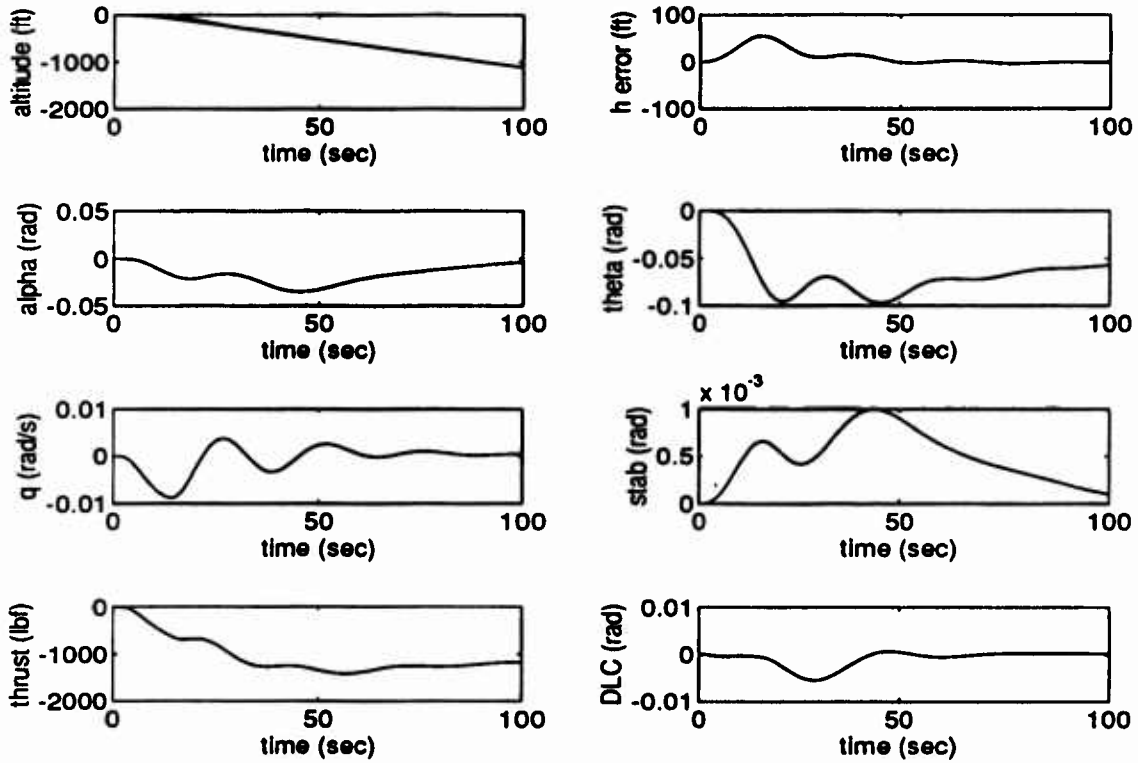 altitude (ft)
0
-1000
-2000
0 50 100
time (sec)
h error (ft)
100
0
-100
0 50 100
time (sec)
alpha (rad)
0.05
0
-0.05
0 50 100
time (sec)
theta (rad)
0
-0.05
-0.1
0 50 100
time (sec)
q (rad/s)
0.01
0
-0.01
0 50 100
time (sec)
x 10-3
stab (rad)
1
0.5
0
0 50 100
time (sec)
thrust (lbf)
0
-1000
-2000
0 50 100
time (sec)
DLC (rad)
0.01
0
-0.01
0 50 100
time (sec)